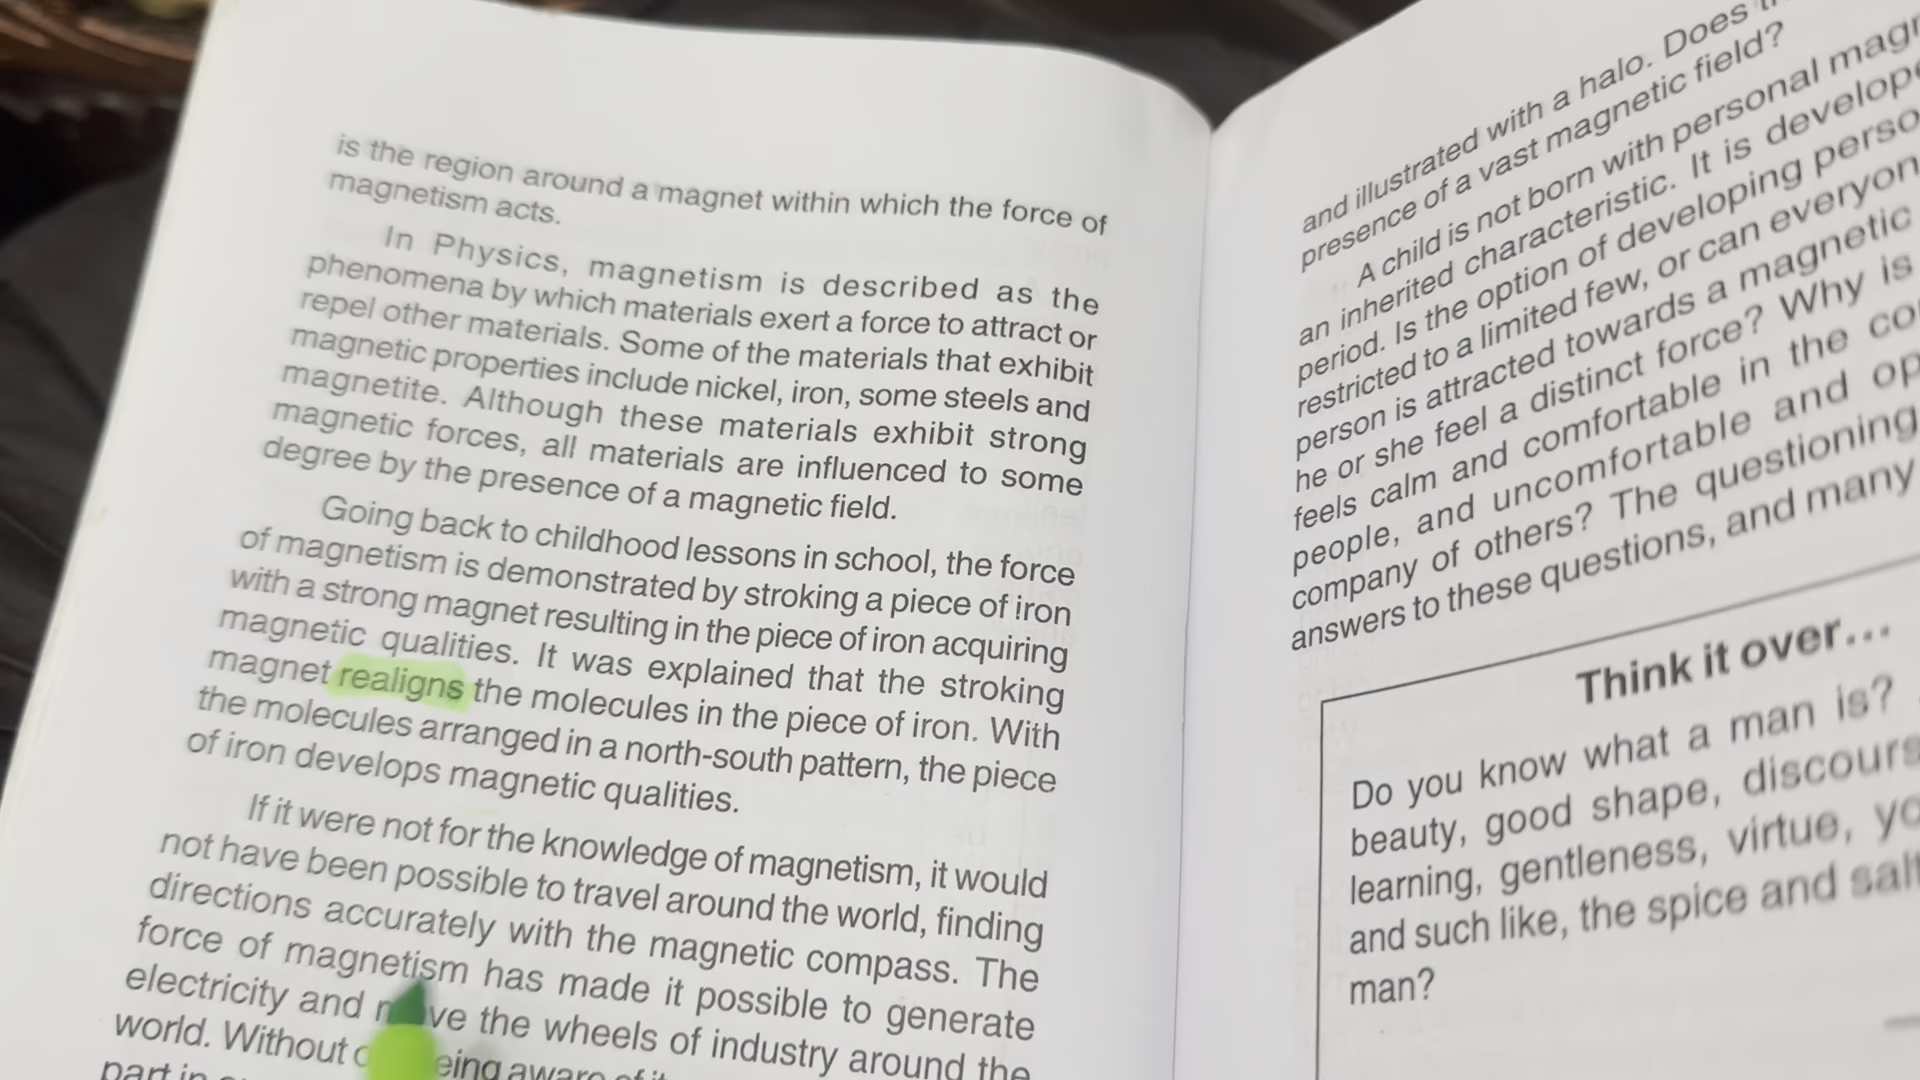 is the region around a magnet within which the force of
magnetism acts.
In Physics, magnetism is described as the
phenomena by which materials exert a force to attract or
repel other materials. Some of the materials that exhibit
magnetic properties include nickel, iron, some steels and
magnetite. Although these materials exhibit strong
magnetic forces, all materials are influenced to some
degree by the presence of a magnetic field.
Going back to childhood lessons in school, the force
of magnetism is demonstrated by stroking a piece of iron
with a strong magnet resulting in the piece of iron acquiring
magnetic qualities. It was explained that the stroking
magnet realigns the molecules in the piece of iron. With
the molecules arranged in a north-south pattern, the piece
of iron develops magnetic qualities.
If it were not for the knowledge of magnetism, it would
not have been possible to travel around the world, finding
directions accurately with the magnetic compass. The
force of magnetism has made it possible to generate
electricity and the wheels of industry around the
world. Without aware of
part in
and illustrated with a halo. Does
presence of a vast magnetic field?
A child is not born with personal
an inherited characteristic. It is
period. Is the option of developing
restricted to a limited few, or can
person is attracted towards a magnetic
he or she feel a distinct force? Why is
feels calm and comfortable in the
people, and uncomfortable and
company of others? The questioning
answers to these questions, and many
Think it over...
Do you know what a man is?
beauty, good shape,
learning, gentleness, virtue,
and such like, the spice and salt
man?